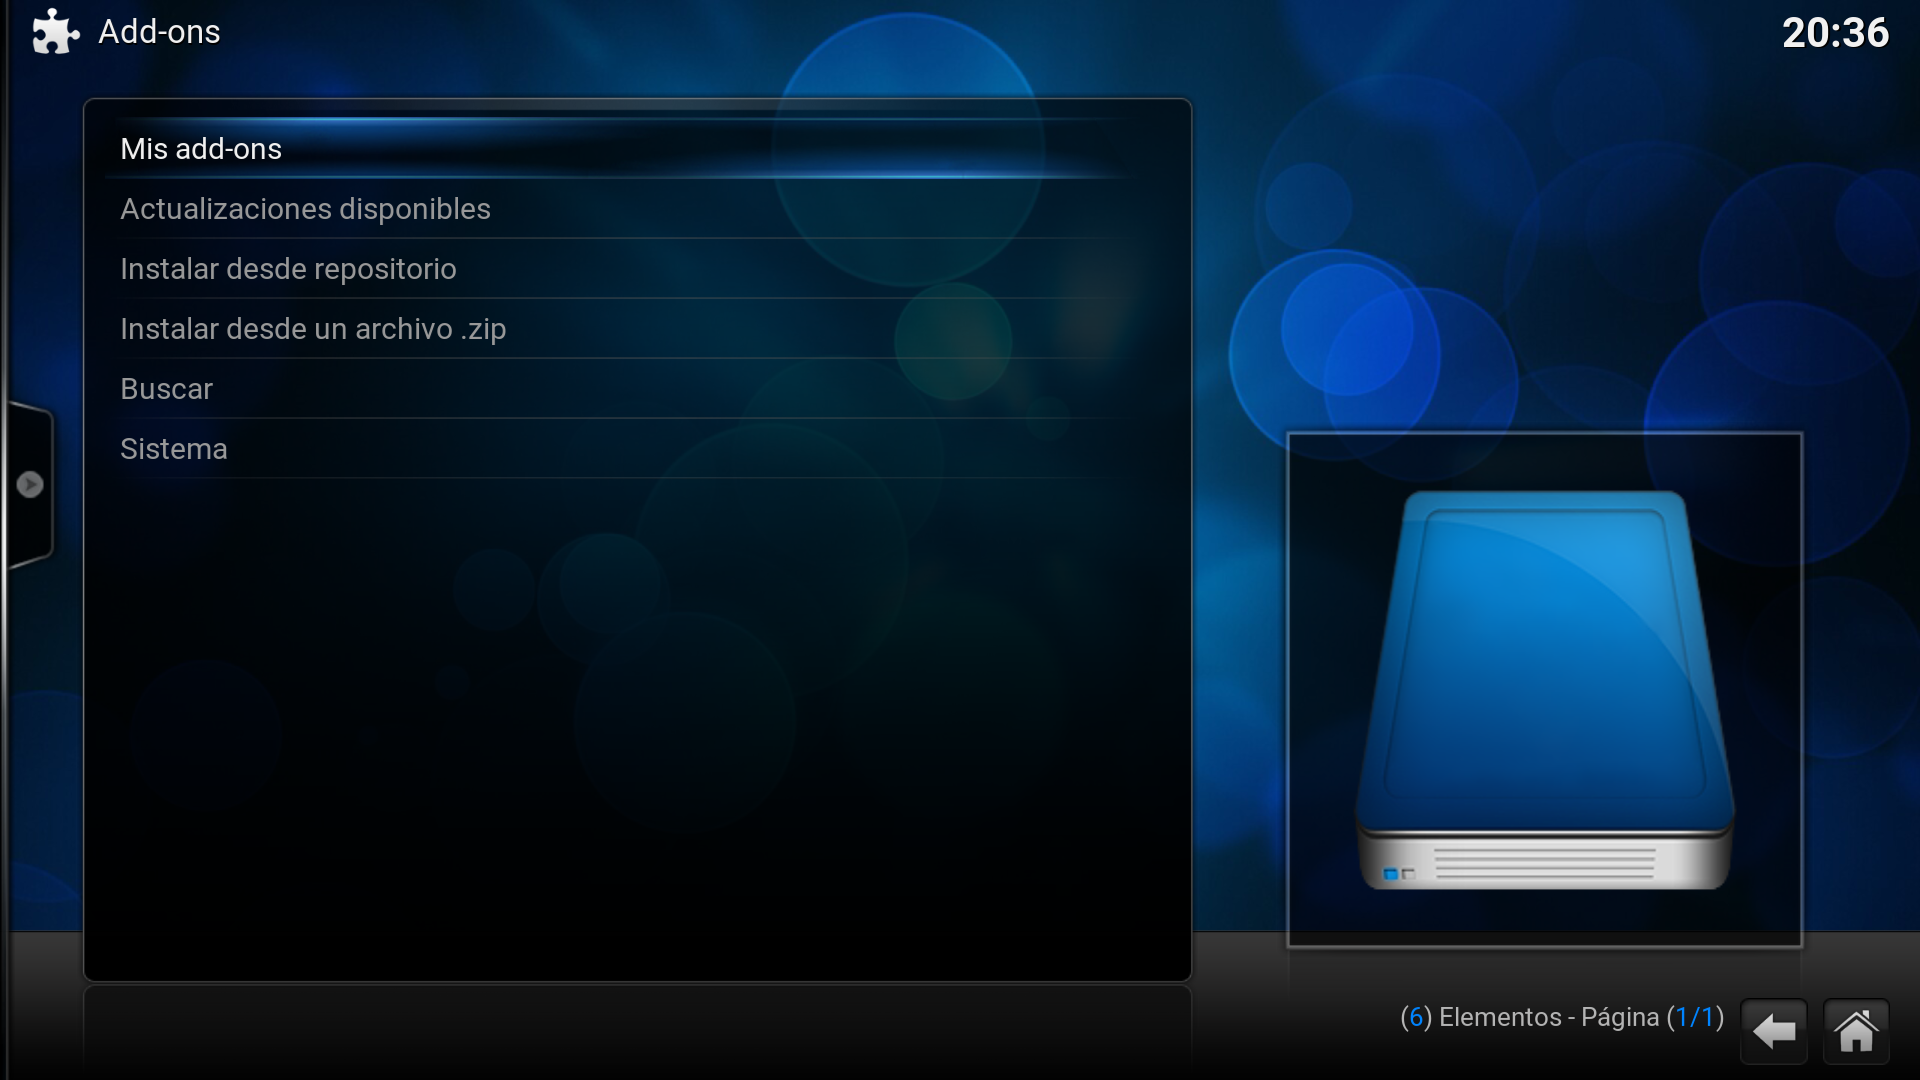 Add-ons
20:36
Mis add-ons
Actualizaciones disponibles
Instalar desde repositorio
Instalar desde un archivo .zip
Buscar
Sistema
(6) Elementos - Página (1/1)